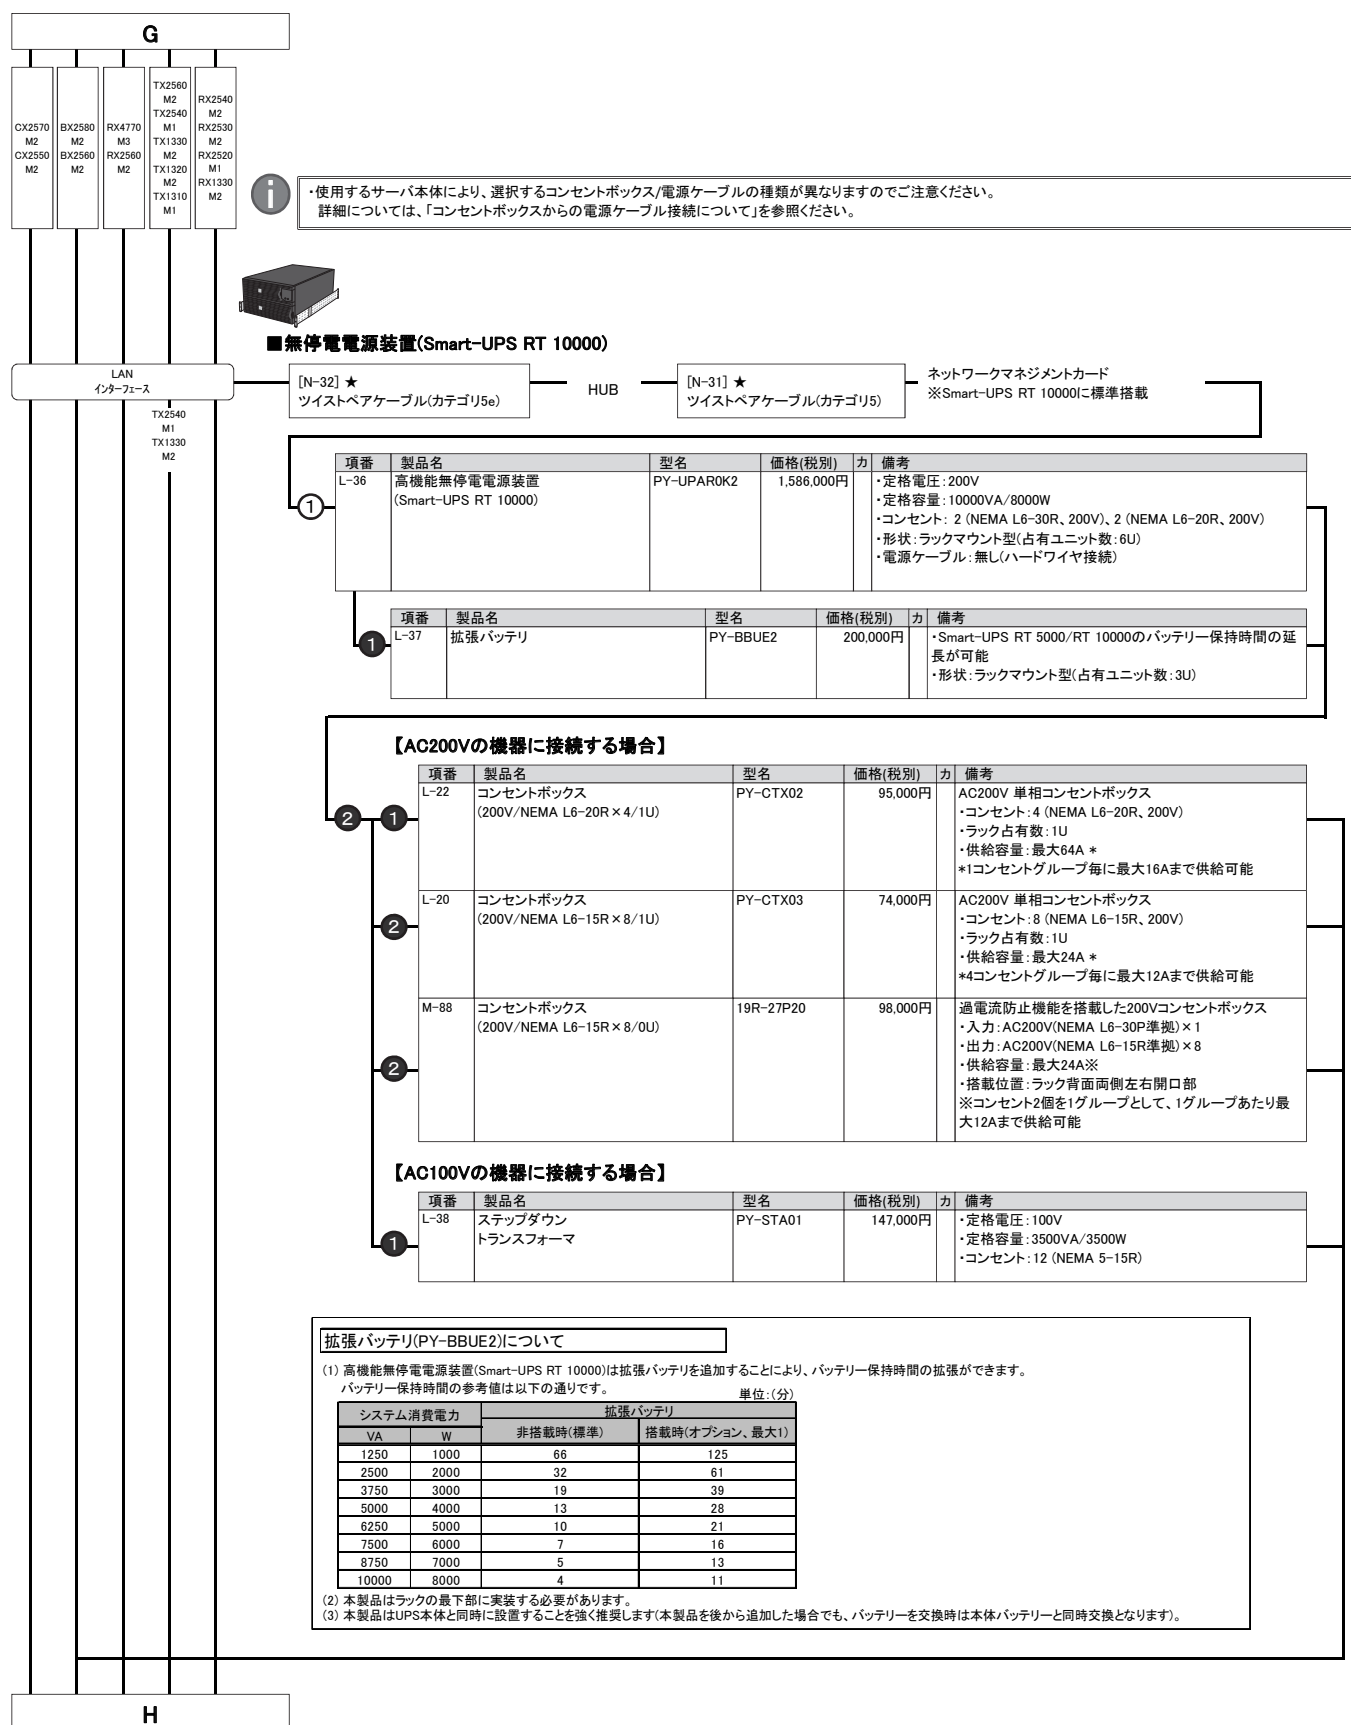 G
CX2570
M2
CX2550
M2
BX2580
M2
BX2560
M2
RX4770
M3
RX2560
M2
TX2560
M2
TX2540
M1
TX1330
M2
TX1320
M2
TX1310
M1
RX2540
M2
RX2530
M2
RX2520
M1
RX1330
M2
i
・使用するサーバ本体により、選択するコンセントボックス/電源ケーブルの種類が異なりますのでご注意ください。
詳細については、「コンセントボックスからの電源ケーブル接続について」を参照ください。
■無停電電源装置(Smart-UPS RT 10000)
LAN
インターフェース
[N-32] ★
ツイストペアケーブル(カテゴリ5e)
HUB
[N-31] ★
ツイストペアケーブル(カテゴリ5)
ネットワークマネジメントカード
※Smart-UPS RT 10000に標準搭載
TX2540
M1
TX1330
M2
項番 製品名 型名 価格(税別) カ 備考
① L-36 高機能無停電電源装置 PY-UPAR0K2 1,586,000円 ・定格電圧:200V
(Smart-UPS RT 10000) ・定格容量:10000VA/8000W
・コンセント: 2 (NEMA L6-30R、200V)、2 (NEMA L6-20R、200V)
・形状:ラックマウント型(占有ユニット数:6U)
・電源ケーブル:無し(ハードワイヤ接続)
項番 製品名 型名 価格(税別) カ 備考
❶ L-37 拡張バッテリ PY-BBUE2 200,000円 ・Smart-UPS RT 5000/RT 10000のバッテリー保持時間の延
長が可能
・形状:ラックマウント型(占有ユニット数:3U)
【AC200Vの機器に接続する場合】
項番 製品名 型名 価格(税別) カ 備考
❷ ❶ L-22 コンセントボックス PY-CTX02 95,000円 AC200V 単相コンセントボックス
(200V/NEMA L6-20R×4/1U) ・コンセント:4 (NEMA L6-20R、200V)
・ラック占有数:1U
・供給容量:最大64A *
*1コンセントグループ毎に最大16Aまで供給可能
❷ L-20 コンセントボックス PY-CTX03 74,000円 AC200V 単相コンセントボックス
(200V/NEMA L6-15R×8/1U) ・コンセント:8 (NEMA L6-15R、200V)
・ラック占有数:1U
・供給容量:最大24A *
*4コンセントグループ毎に最大12Aまで供給可能
❷ M-88 コンセントボックス 19R-27P20 98,000円 過電流防止機能を搭載した200Vコンセントボックス
(200V/NEMA L6-15R×8/0U) ・入力:AC200V(NEMA L6-30P準拠)×1
・出力:AC200V(NEMA L6-15R準拠)×8
・供給容量:最大24A※
・搭載位置:ラック背面両側左右開口部
※コンセント2個を1グループとして、1グループあたり最
大12Aまで供給可能
【AC100Vの機器に接続する場合】
項番 製品名 型名 価格(税別) カ 備考
❶ L-38 ステップダウン PY-STA01 147,000円 ・定格電圧:100V
トランスフォーマ ・定格容量:3500VA/3500W
・コンセント:12 (NEMA 5-15R)
拡張バッテリ(PY-BBUE2)について
(1) 高機能無停電電源装置(Smart-UPS RT 10000)は拡張バッテリを追加することにより、バッテリー保持時間の拡張ができます。
バッテリー保持時間の参考値は以下の通りです。
単位:(分)
システム消費電力 拡張バッテリ
VA W 非搭載時(標準) 搭載時(オプション、最大1)
1250 1000 66 125
2500 2000 32 61
3750 3000 19 39
5000 4000 13 28
6250 5000 10 21
7500 6000 7 16
8750 7000 5 13
10000 8000 4 11
(2) 本製品はラックの最下部に実装する必要があります。
(3) 本製品はUPS本体と同時に設置することを強く推奨します(本製品を後から追加した場合でも、バッテリーを交換時は本体バッテリーと同時交換となります)。
H